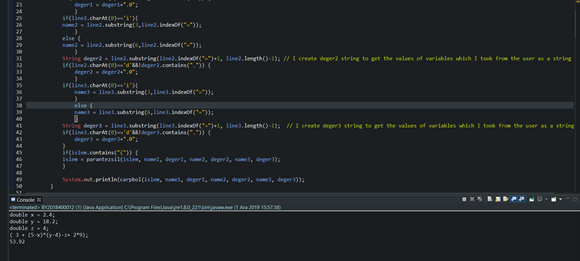 23 deger1 = deger1+".0";
24 }
25 if(line2.charAt(0)=='i'){
26 name2 = line2.substring(3,line2.indexOf("="));
27 }
28 else {
29 name2 = line2.substring(6,line2.indexOf("="));
30 }
31 String deger2 = line2.substring(line2.indexOf("=")+1, line2.length()-1); // I create deger2 string to get the values of variables which I took from the user as a string
32 if(line2.charAt(0)=='d'&&!deger2.contains(".")) {
33 deger2 = deger2+".0";
34 }
35 if(line3.charAt(0)=='i'){
36 name3 = line3.substring(3,line3.indexOf("="));
37 }
38 else {
39 name3 = line3.substring(6,line3.indexOf("="));
40 }
41 String deger3 = line3.substring(line3.indexOf("=")+1, line3.length()-1); // I create deger3 string to get the values of variables which I took from the user as a string
42 if(line3.charAt(0)=='d'&&!deger3.contains(".")) {
43 deger3 = deger3+".0";
44 }
45 if(islem.contains("(")) {
46 islem = parantezsil(islem, name1, deger1, name2, deger2, name3, deger3);
47 }
48
49 System.out.println(carpbol(islem, name1, deger1, name2, deger2, name3, deger3));
50 }
51
Console
<terminated> BY2018400012 (1) [Java Application] C:\Program Files\Java\jre1.8.0_221\bin\javaw.exe (1 Ara 2019 15:57:38)
double x = 2.4;
double y = 18.2;
double z = 4;
( 3 + (5-x)*(y-4)-z+ 2*9);
53.92